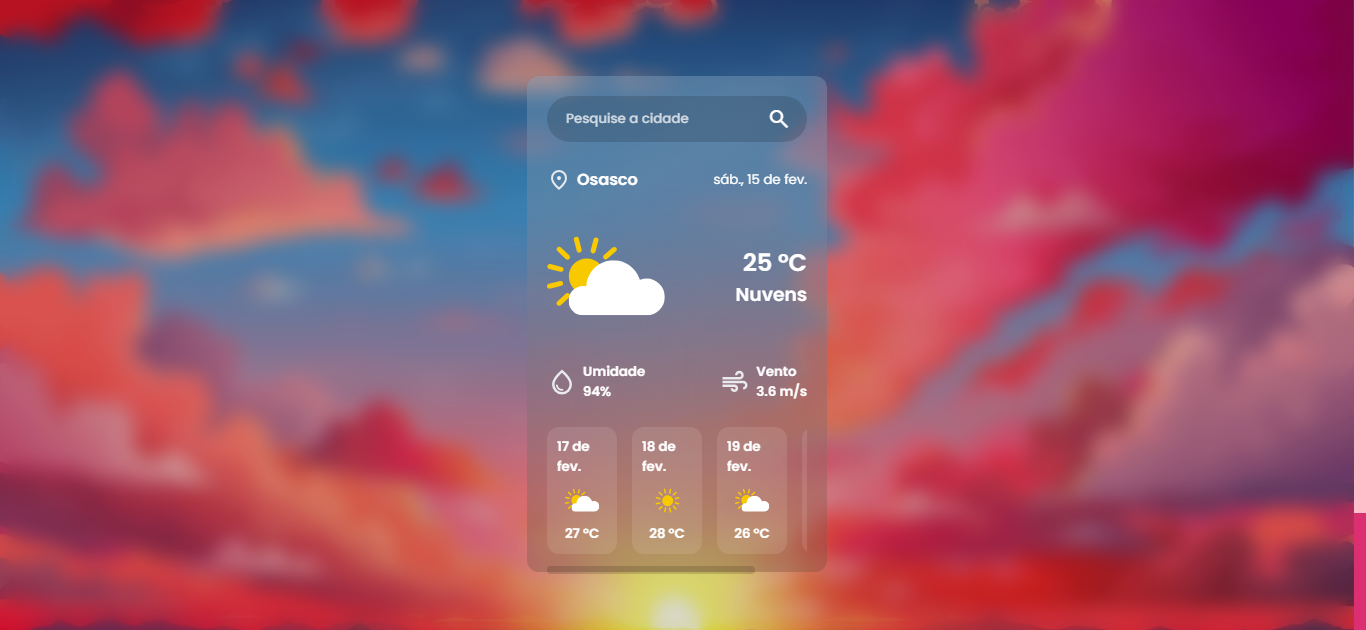 Pesquise a cidade
Osasco
sáb., 15 de fev.
25 ºC
Nuvens
Umidade
94%
Vento
3.6 m/s
17 de
fev.
27 ºC
18 de
fev.
28 ºC
19 de
fev.
26 ºC